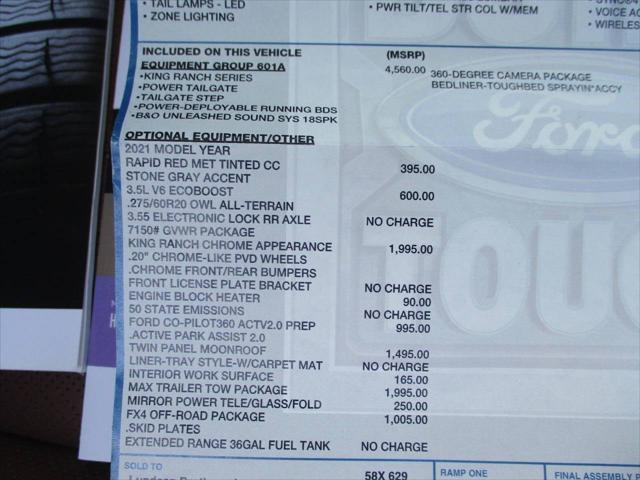 • TAIL LAMPS - LED
• ZONE LIGHTING
• PWR TILT/TEL STR COL W/MEM
• VOICE AC
• WIRELES
INCLUDED ON THIS VEHICLE (MSRP)
EQUIPMENT GROUP 601A 4,560.00
•KING RANCH SERIES
•POWER TAILGATE
•TAILGATE STEP
•POWER-DEPLOYABLE RUNNING BDS
•B&O UNLEASHED SOUND SYS 18SPK
360-DEGREE CAMERA PACKAGE
BEDLINER-TOUGHBED SPRAYIN*ACCY
OPTIONAL EQUIPMENT/OTHER
2021 MODEL YEAR
RAPID RED MET TINTED CC 395.00
STONE GRAY ACCENT
3.5L V6 ECOBOOST 600.00
.275/60R20 OWL ALL-TERRAIN
3.55 ELECTRONIC LOCK RR AXLE NO CHARGE
7150# GVWR PACKAGE
KING RANCH CHROME APPEARANCE 1,995.00
.20" CHROME-LIKE PVD WHEELS
.CHROME FRONT/REAR BUMPERS
FRONT LICENSE PLATE BRACKET NO CHARGE
ENGINE BLOCK HEATER 90.00
50 STATE EMISSIONS NO CHARGE
FORD CO-PILOT360 ACTV2.0 PREP 995.00
.ACTIVE PARK ASSIST 2.0
TWIN PANEL MOONROOF 1,495.00
LINER-TRAY STYLE-W/CARPET MAT NO CHARGE
INTERIOR WORK SURFACE 165.00
MAX TRAILER TOW PACKAGE 1,995.00
MIRROR POWER TELE/GLASS/FOLD 250.00
FX4 OFF-ROAD PACKAGE 1,005.00
.SKID PLATES
EXTENDED RANGE 36GAL FUEL TANK NO CHARGE
Ford
TOUG
SOLD TO
58X 629
RAMP ONE
FINAL ASSEMBLY P